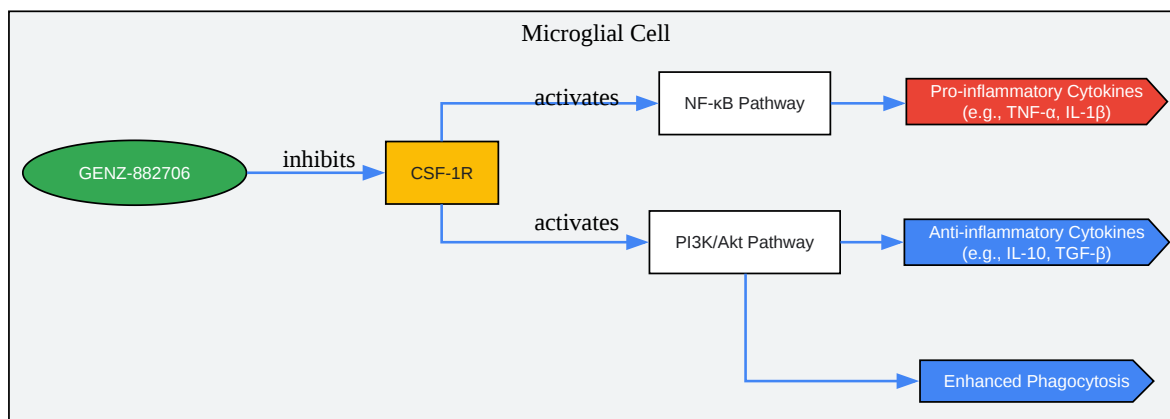 Microglial Cell
activates
NF-κB Pathway
Pro-inflammatory Cytokines
(e.g., TNF-α, IL-1β)
GENZ-882706
inhibits
CSF-1R
activates
PI3K/Akt Pathway
Anti-inflammatory Cytokines
(e.g., IL-10, TGF-β)
Enhanced Phagocytosis